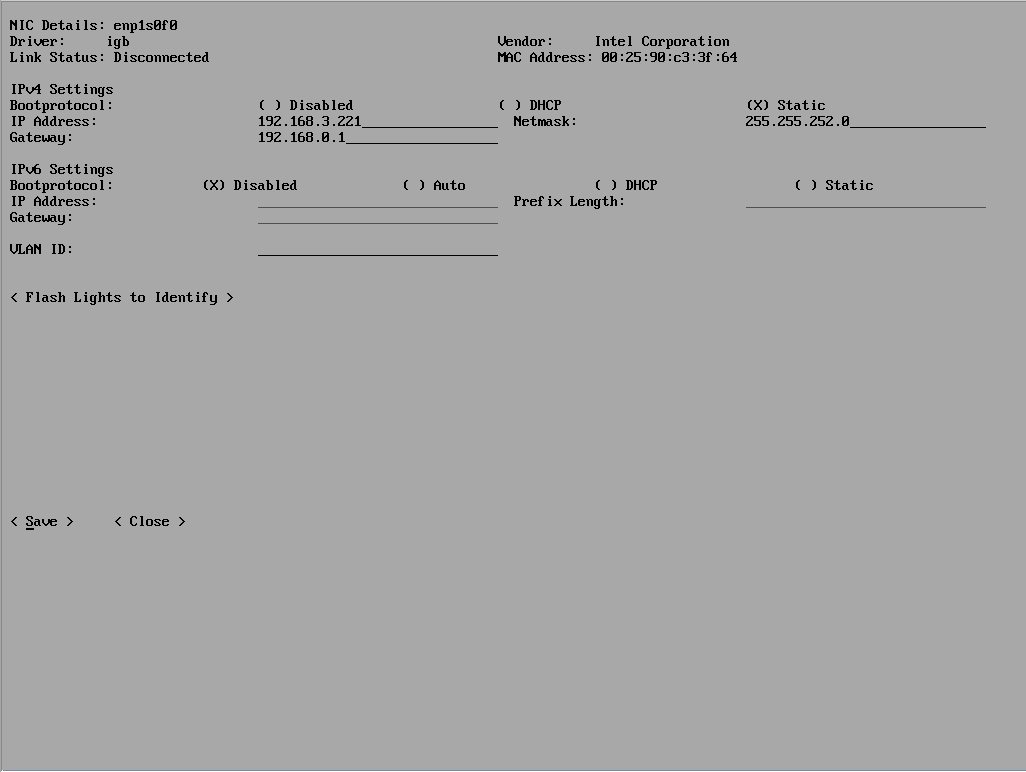 NIC Details: enp1s0f0
Driver: igb Vendor: Intel Corporation
Link Status: Disconnected MAC Address: 00:25:90:c3:3f:64
IPv4 Settings
Bootprotocol: ( ) Disabled ( ) DHCP (X) Static
IP Address: 192.168.3.221 Netmask: 255.255.252.0
Gateway: 192.168.0.1
IPv6 Settings
Bootprotocol: (X) Disabled ( ) Auto ( ) DHCP ( ) Static
IP Address: Prefix Length:
Gateway:
VLAN ID:
< Flash Lights to Identify >
< Save > < Close >